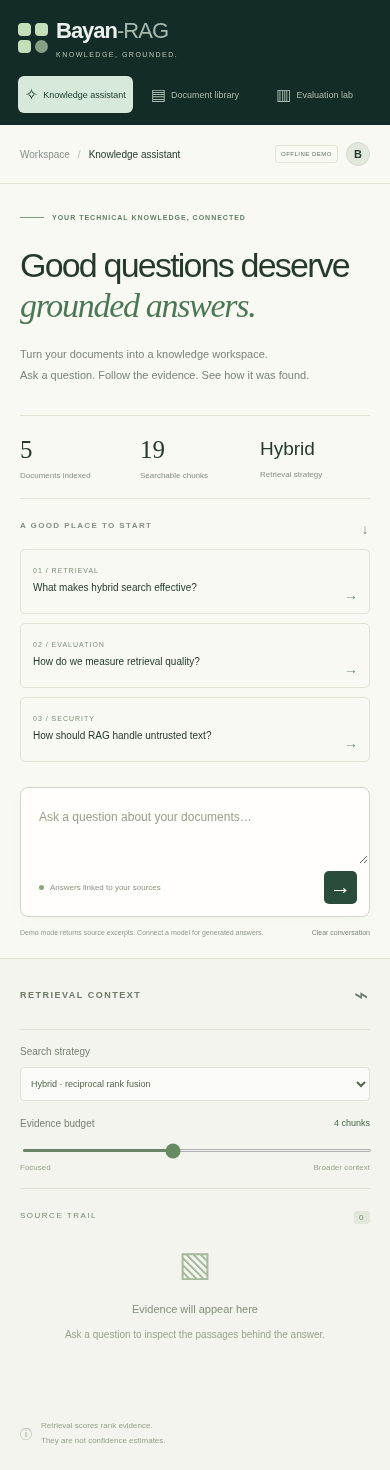 Bayan-RAG
KNOWLEDGE, GROUNDED.
Knowledge assistant
Document library
Evaluation lab
Workspace / Knowledge assistant
OFFLINE DEMO
B
YOUR TECHNICAL KNOWLEDGE, CONNECTED
Good questions deserve
grounded answers.
Turn your documents into a knowledge workspace.
Ask a question. Follow the evidence. See how it was found.
5
Documents indexed
19
Searchable chunks
Hybrid
Retrieval strategy
A GOOD PLACE TO START
↓
01 / RETRIEVAL
What makes hybrid search effective?
→
02 / EVALUATION
How do we measure retrieval quality?
→
03 / SECURITY
How should RAG handle untrusted text?
→
Ask a question about your documents…
Answers linked to your sources
→
Demo mode returns source excerpts. Connect a model for generated answers.
Clear conversation
RETRIEVAL CONTEXT
Search strategy
Hybrid · reciprocal rank fusion
Evidence budget
4 chunks
Focused
Broader context
SOURCE TRAIL
0
Evidence will appear here
Ask a question to inspect the passages behind the answer.
Retrieval scores rank evidence.
They are not confidence estimates.